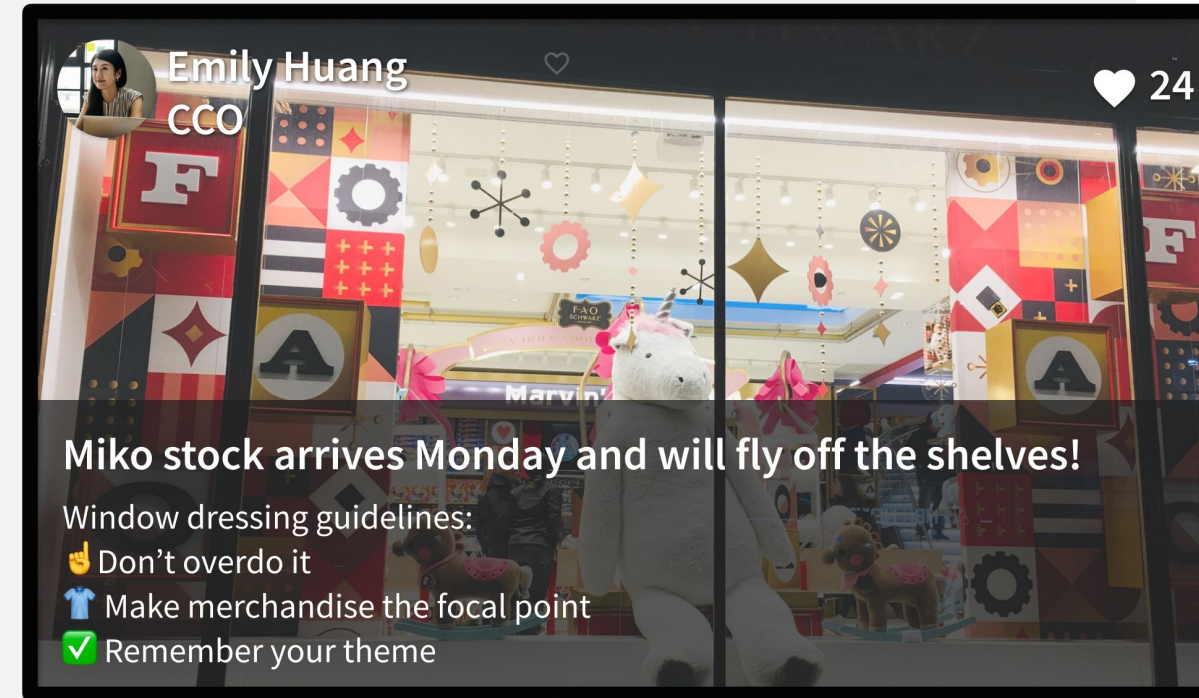 Emily Huang
CCO
24
F
F
A
A
F·A·O
SCHWARZ
Marvin'
Miko stock arrives Monday and will fly off the shelves!
Window dressing guidelines:
☝Don’t overdo it
👕 Make merchandise the focal point
✅ Remember your theme